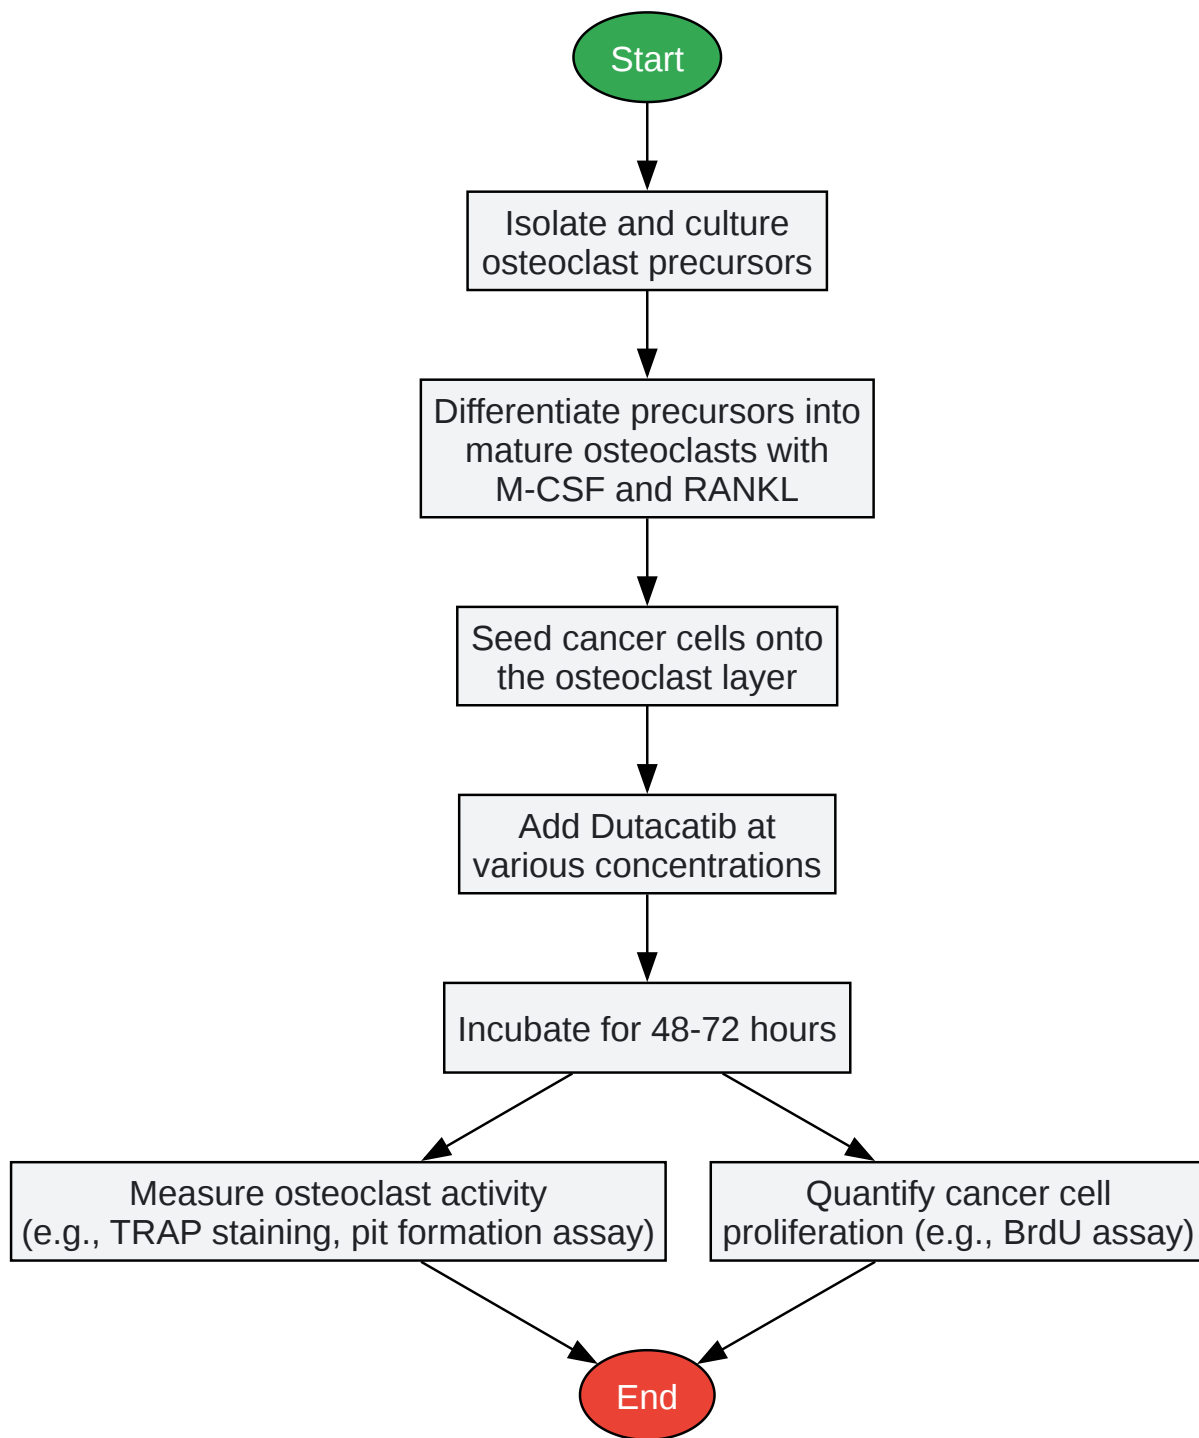 Start
Isolate and culture
osteoclast precursors
Differentiate precursors into
mature osteoclasts with
M-CSF and RANKL
Seed cancer cells onto
the osteoclast layer
Add Dutacatib at
various concentrations
Incubate for 48-72 hours
Measure osteoclast activity
(e.g., TRAP staining, pit formation assay)
Quantify cancer cell
proliferation (e.g., BrdU assay)
End